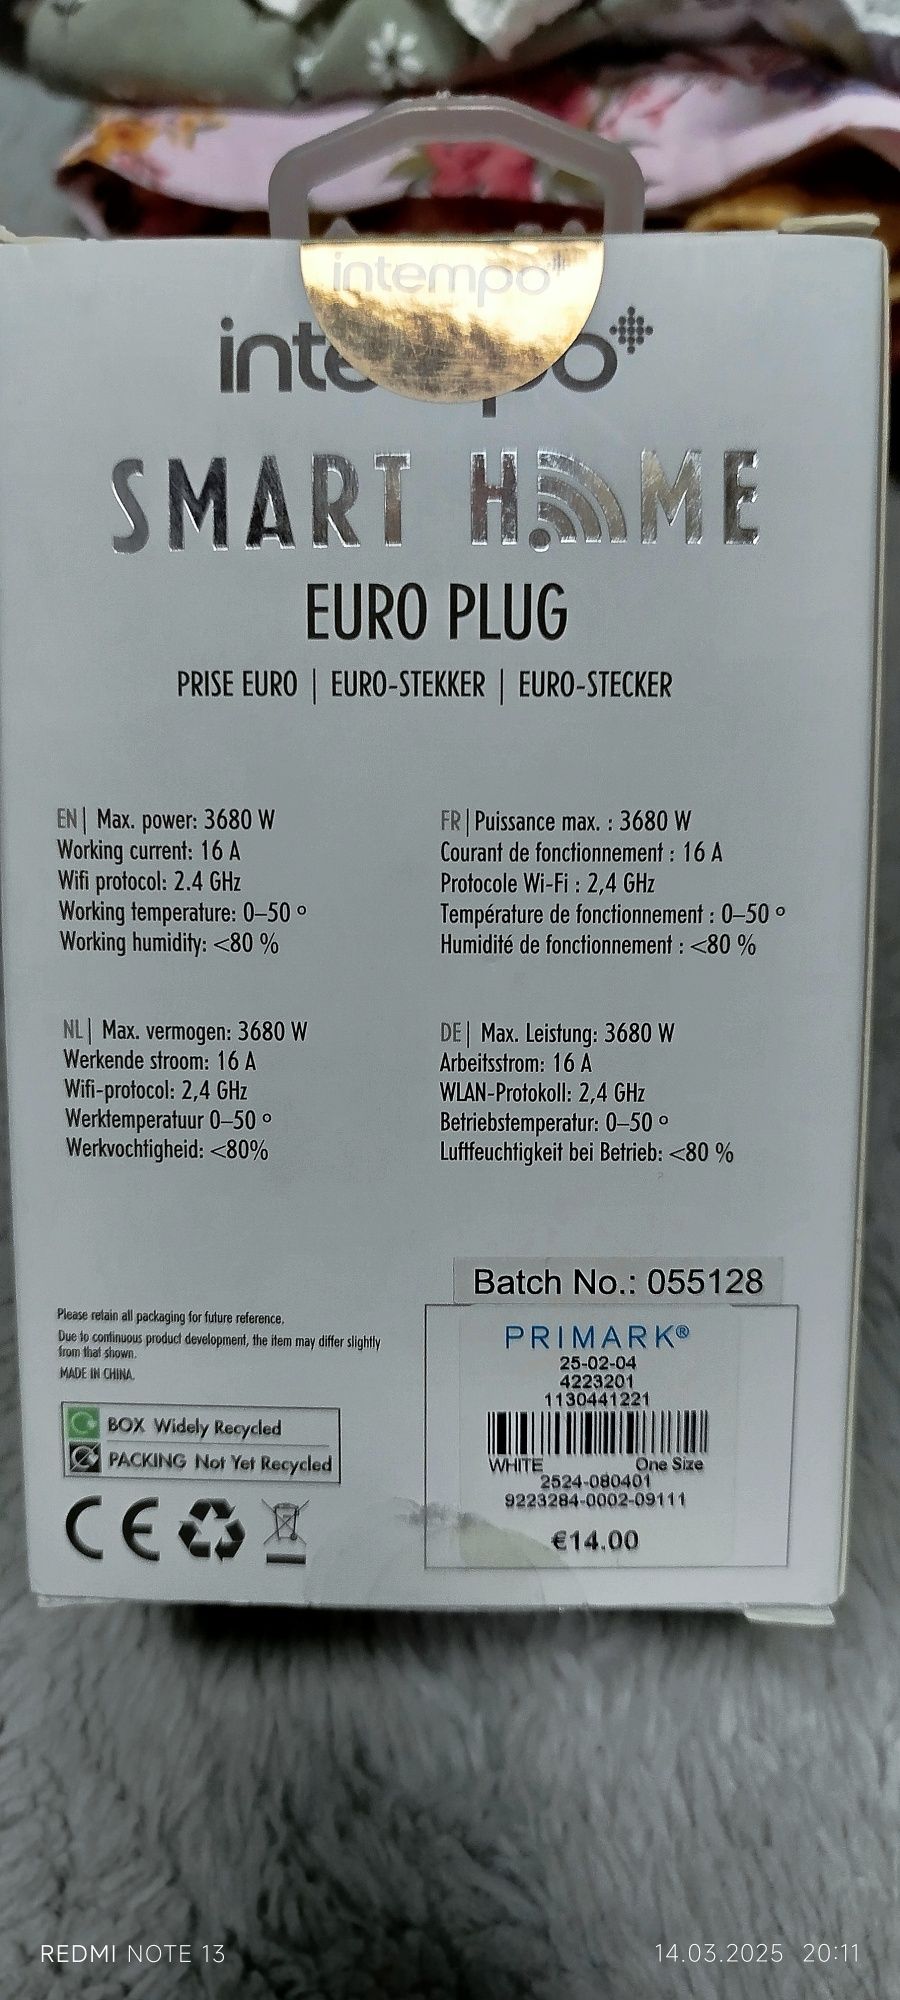 intempo
SMART HOME
EURO PLUG
PRISE EURO | EURO-STEKKER | EURO-STECKER
EN| Max. power: 3680 W
Working current: 16 A
Wifi protocol: 2.4 GHz
Working temperature: 0–50 °
Working humidity: <80 %
FR| Puissance max. : 3680 W
Courant de fonctionnement : 16 A
Protocole Wi-Fi : 2,4 GHz
Température de fonctionnement : 0–50 °
Humidité de fonctionnement : <80 %
NL| Max. vermogen: 3680 W
Werkende stroom: 16 A
Wifi-protocol: 2,4 GHz
Werktemperatuur 0–50 °
Werkvochtigheid: <80%
DE| Max. Leistung: 3680 W
Arbeitsstrom: 16 A
WLAN-Protokoll: 2,4 GHz
Betriebstemperatur: 0–50 °
Luftfeuchtigkeit bei Betrieb: <80 %
Please retain all packaging for future reference.
Due to continuous product development, the item may differ slightly
from that shown.
MADE IN CHINA.
BOX Widely Recycled
PACKING Not Yet Recycled
CE
Batch No.: 055128
PRIMARK®
25-02-04
4223201
1130441221
WHITE One Size
2524-080401
9223284-0002-09111
€14.00
REDMI NOTE 13
14.03.2025 20:11